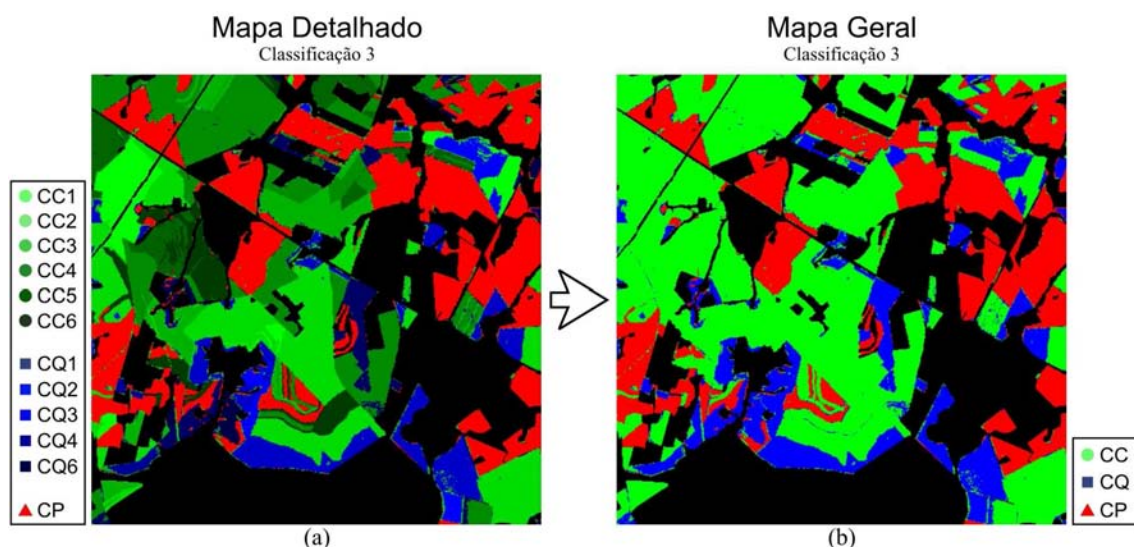 Mapa Detalhado
Classificação 3
Mapa Geral
Classificação 3
CC1
CC2
CC3
CC4
CC5
CC6
CQ1
CQ2
CQ3
CQ4
CQ6
CP
CC
CQ
CP
(a)
(b)